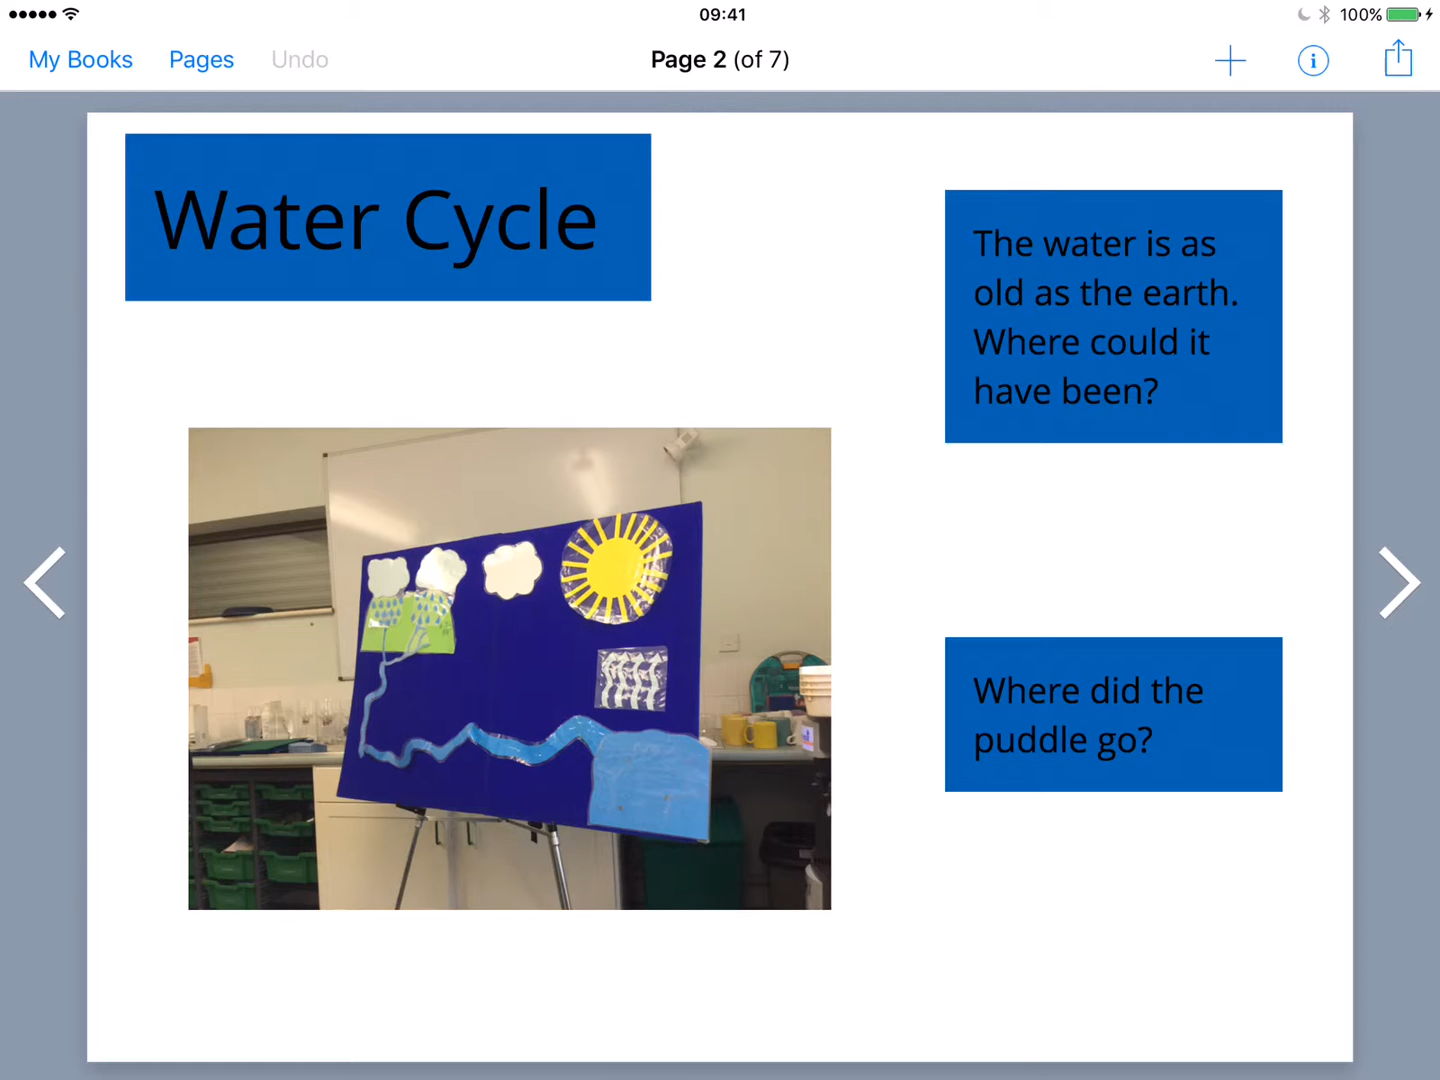 09:41
100%
My Books
Pages
Undo
Page 2 (of 7)
Water Cycle
The water is as
old as the earth.
Where could it
have been?
Where did the
puddle go?